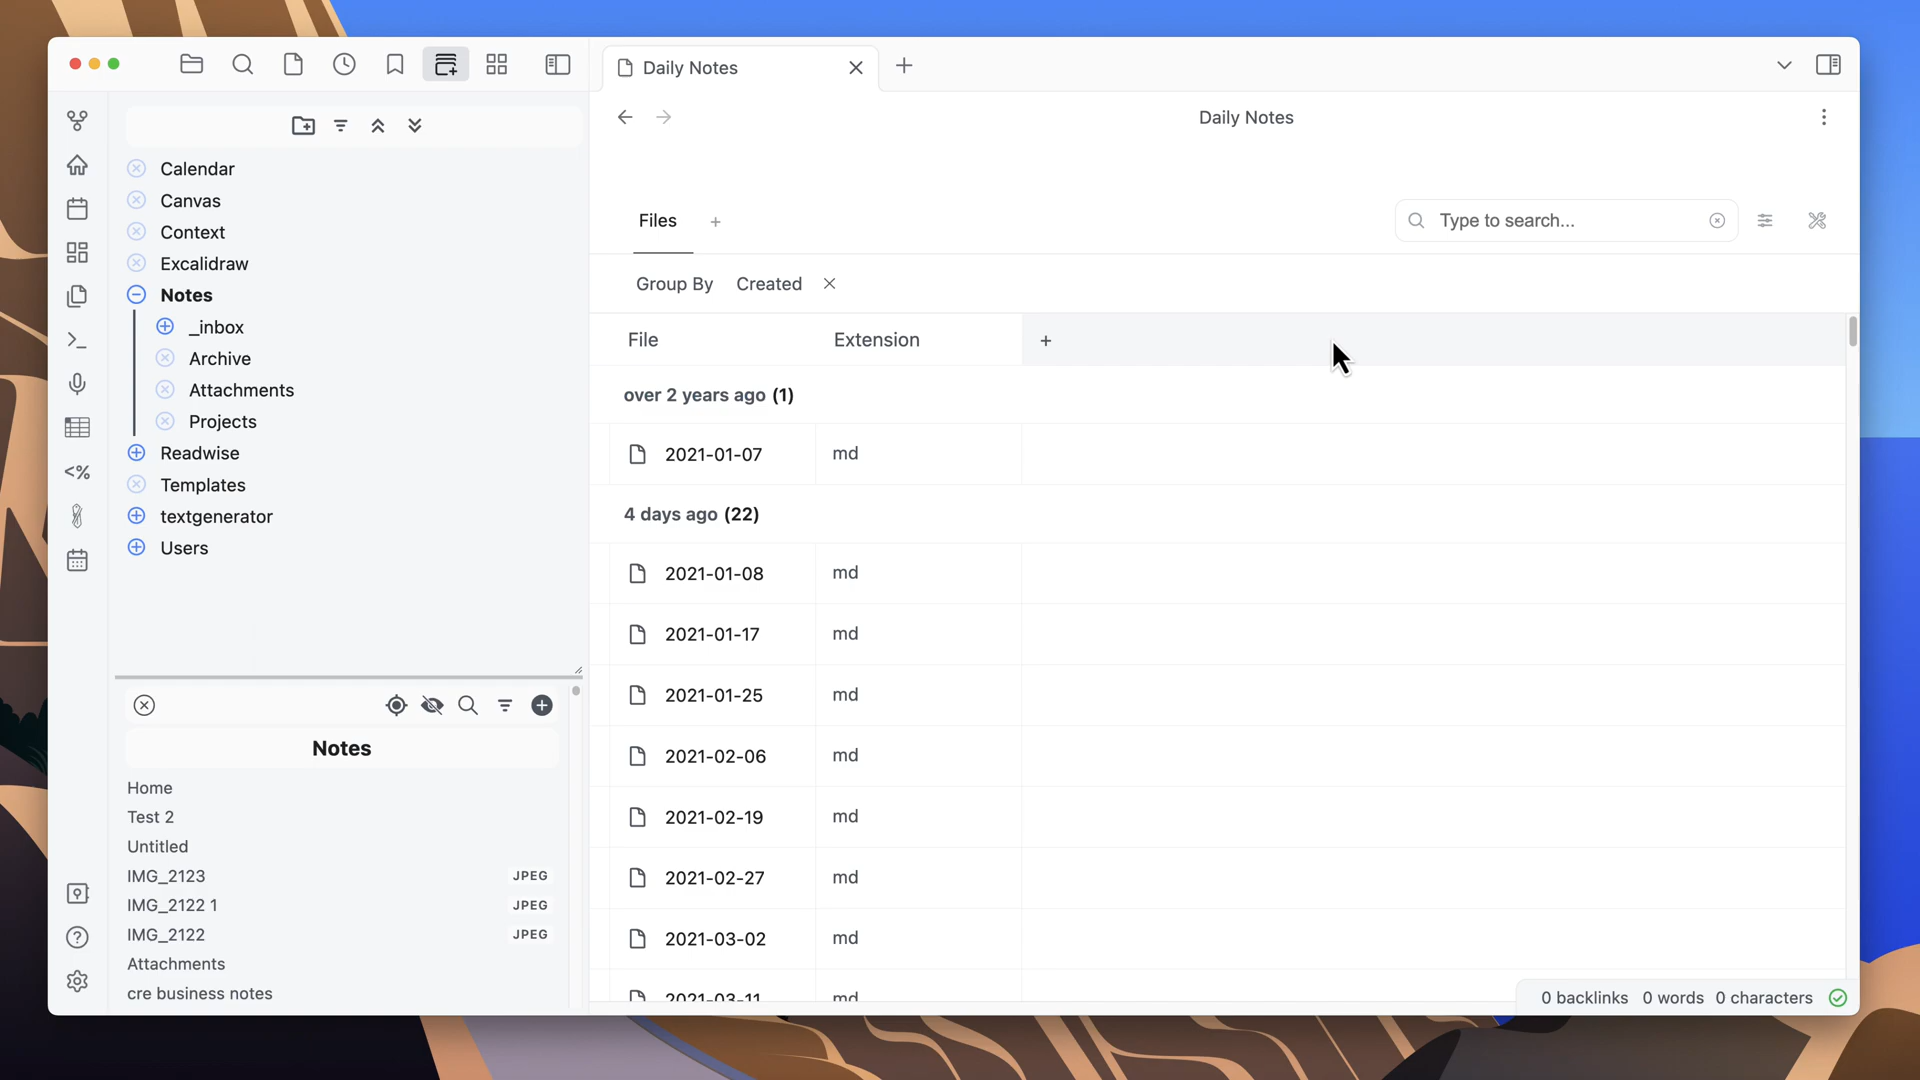 Daily Notes
Daily Notes
Calendar
Canvas
Context
Excalidraw
Notes
_inbox
Archive
Attachments
Projects
Readwise
Templates
textgenerator
Users
<%
Notes
Home
Test 2
Untitled
IMG_2123 JPEG
IMG_2122 1 JPEG
IMG_2122 JPEG
Attachments
cre business notes
Files +
Type to search...
Group By Created
File Extension +
over 2 years ago (1)
2021-01-07 md
4 days ago (22)
2021-01-08 md
2021-01-17 md
2021-01-25 md
2021-02-06 md
2021-02-19 md
2021-02-27 md
2021-03-02 md
2021-03-11 md
0 backlinks 0 words 0 characters